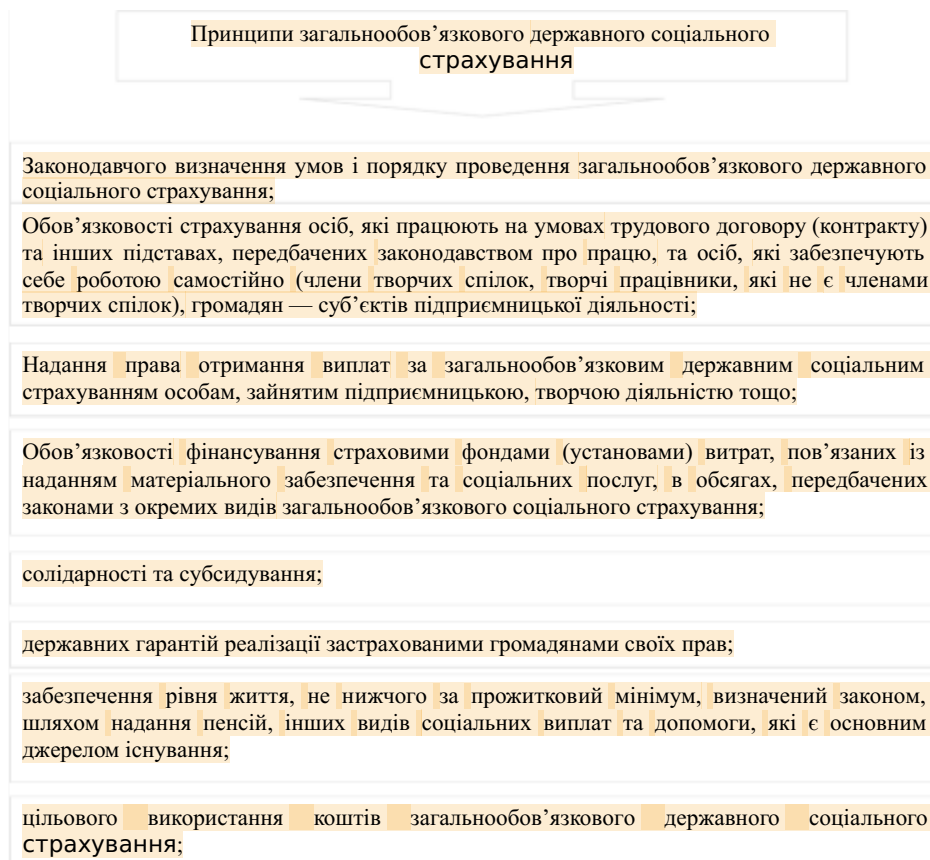 Принципи загальнообов’язкового державного соціального
страхування
Законодавчого визначення умов і порядку проведення загальнообов’язкового державного
соціального страхування;
Обов’язковості страхування осіб, які працюють на умовах трудового договору (контракту)
та інших підставах, передбачених законодавством про працю, та осіб, які забезпечують
себе роботою самостійно (члени творчих спілок, творчі працівники, які не є членами
творчих спілок), громадян — суб’єктів підприємницької діяльності;
Надання права отримання виплат за загальнообов’язковим державним соціальним
страхуванням особам, зайнятим підприємницькою, творчою діяльністю тощо;
Обов’язковості фінансування страховими фондами (установами) витрат, пов’язаних із
наданням матеріального забезпечення та соціальних послуг, в обсягах, передбачених
законами з окремих видів загальнообов’язкового соціального страхування;
солідарності та субсидування;
державних гарантій реалізації застрахованими громадянами своїх прав;
забезпечення рівня життя, не нижчого за прожитковий мінімум, визначений законом,
шляхом надання пенсій, інших видів соціальних виплат та допомоги, які є основним
джерелом існування;
цільового використання коштів загальнообов’язкового державного соціального
страхування;